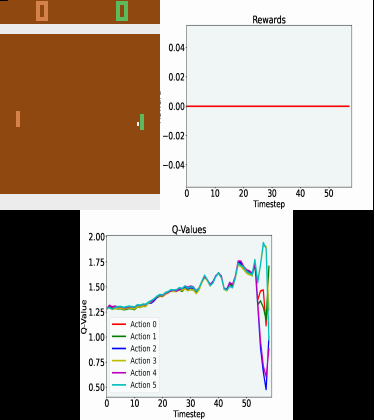 0 0
Rewards
0.04
0.02
0.00
−0.02
−0.04
0 10 20 30 40 50
Timestep
Q-Values
2.00
1.75
1.50
1.25
1.00
0.75
0.50
Q-Value
Action 0
Action 1
Action 2
Action 3
Action 4
Action 5
0 10 20 30 40 50
Timestep